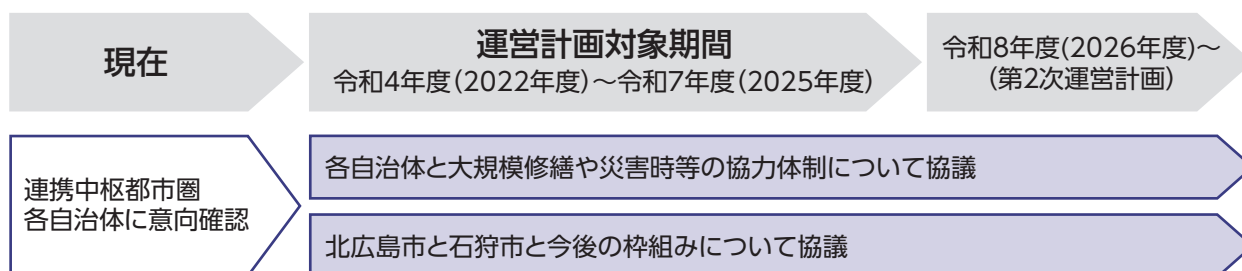 現在
運営計画対象期間
令和4年度(2022年度)～令和7年度(2025年度)
令和8年度(2026年度)～
(第2次運営計画)
連携中枢都市圏
各自治体に意向確認
各自治体と大規模修繕や災害時等の協力体制について協議
北広島市と石狩市と今後の枠組みについて協議